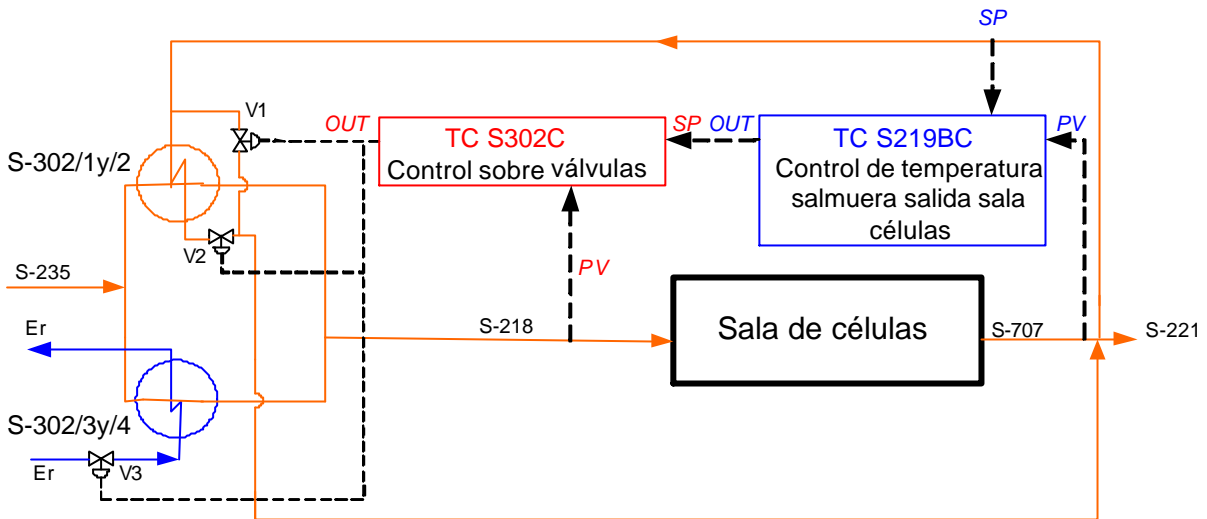 SP
V1
OUT
TC S302C
Control sobre válvulas
SP
OUT
TC S219BC
Control de temperatura
salmuera salida sala
células
PV
S-302/1y/2
V2
PV
S-235
Er
S-218
Sala de células
S-707
S-221
S-302/3y/4
Er
V3